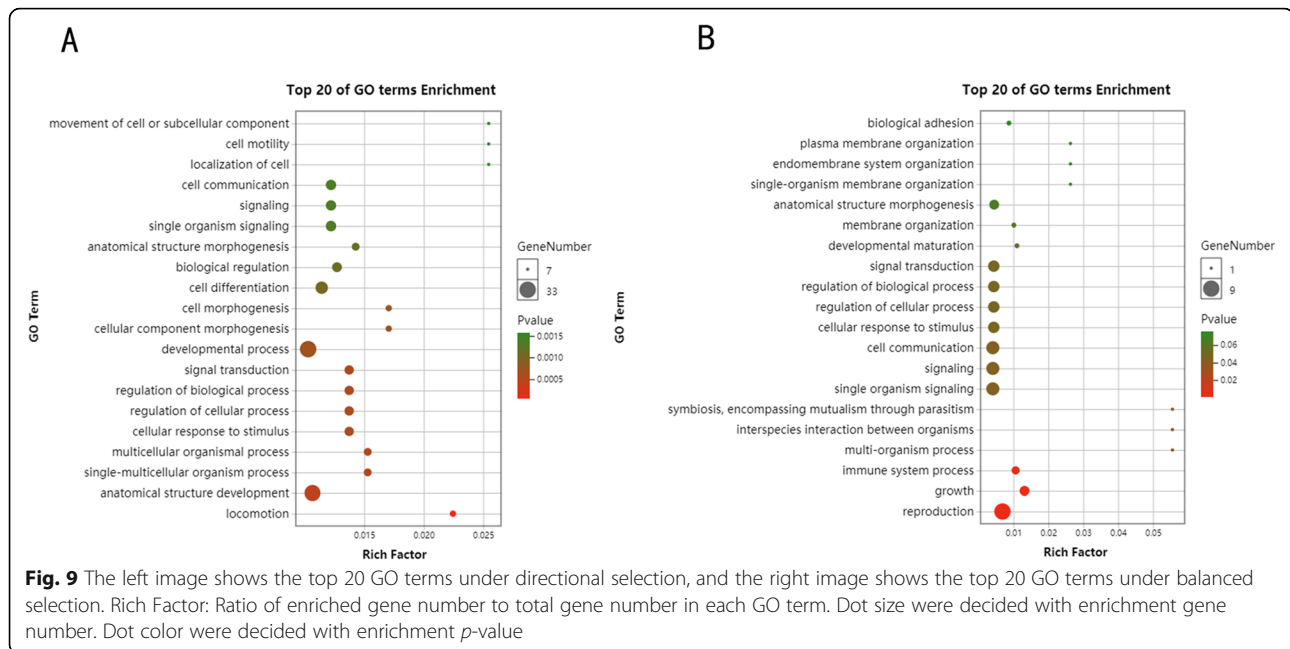 A
Top 20 of GO terms Enrichment
movement of cell or subcellular component
cell motility
localization of cell
cell communication
signaling
single organism signaling
anatomical structure morphogenesis
biological regulation
cell differentiation
cell morphogenesis
cellular component morphogenesis
developmental process
signal transduction
regulation of biological process
regulation of cellular process
cellular response to stimulus
multicellular organismal process
single-multicellular organism process
anatomical structure development
locomotion
GO Term
0.015 0.020 0.025
Rich Factor
GeneNumber
7
33
Pvalue
0.0015
0.0010
0.0005
B
Top 20 of GO terms Enrichment
biological adhesion
plasma membrane organization
endomembrane system organization
single-organism membrane organization
anatomical structure morphogenesis
membrane organization
developmental maturation
signal transduction
regulation of biological process
regulation of cellular process
cellular response to stimulus
cell communication
signaling
single organism signaling
symbiosis, encompassing mutualism through parasitism
interspecies interaction between organisms
multi-organism process
immune system process
growth
reproduction
GO Term
0.01 0.02 0.03 0.04 0.05
Rich Factor
GeneNumber
1
9
Pvalue
0.06
0.04
0.02
Fig. 9 The left image shows the top 20 GO terms under directional selection, and the right image shows the top 20 GO terms under balanced
selection. Rich Factor: Ratio of enriched gene number to total gene number in each GO term. Dot size were decided with enrichment gene
number. Dot color were decided with enrichment p-value